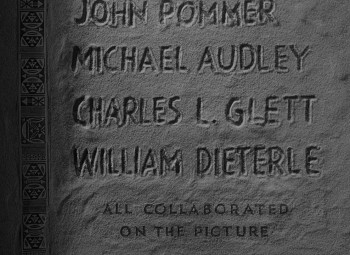 JOHN POMMER
MICHAEL AUDLEY
CHARLES L. GLETT
WILLIAM DIETERLE
ALL COLLABORATED
ON THE PICTURE